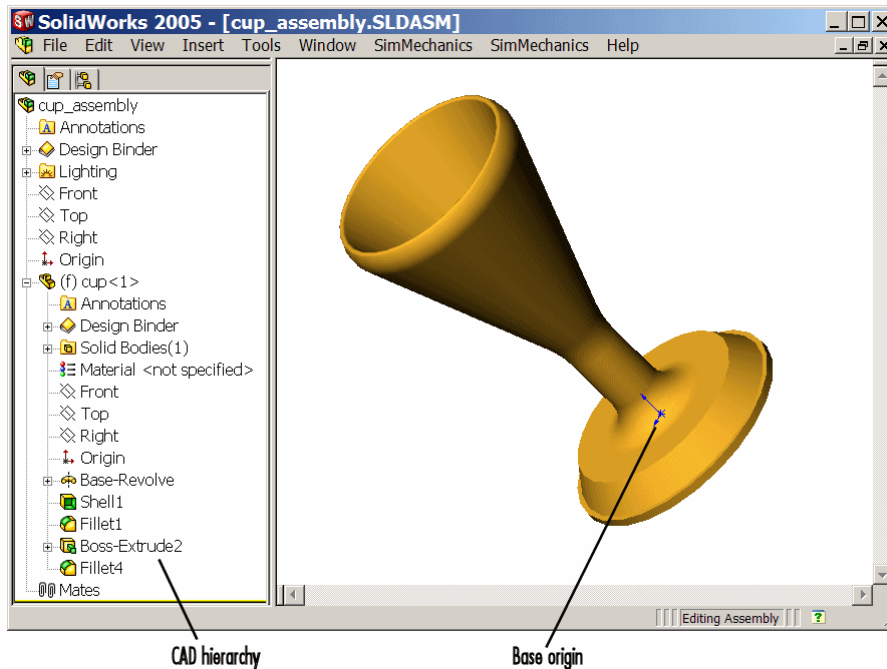 SolidWorks 2005 - [cup_assembly.SLDASM]
File Edit View Insert Tools Window SimMechanics SimMechanics Help
cup_assembly
Annotations
Design Binder
Lighting
Front
Top
Right
Origin
(f) cup<1>
Annotations
Design Binder
Solid Bodies(1)
Material <not specified>
Front
Top
Right
Origin
Base-Revolve
Shell1
Fillet1
Boss-Extrude2
Fillet4
Mates
Editing Assembly
CAD hierarchy
Base origin